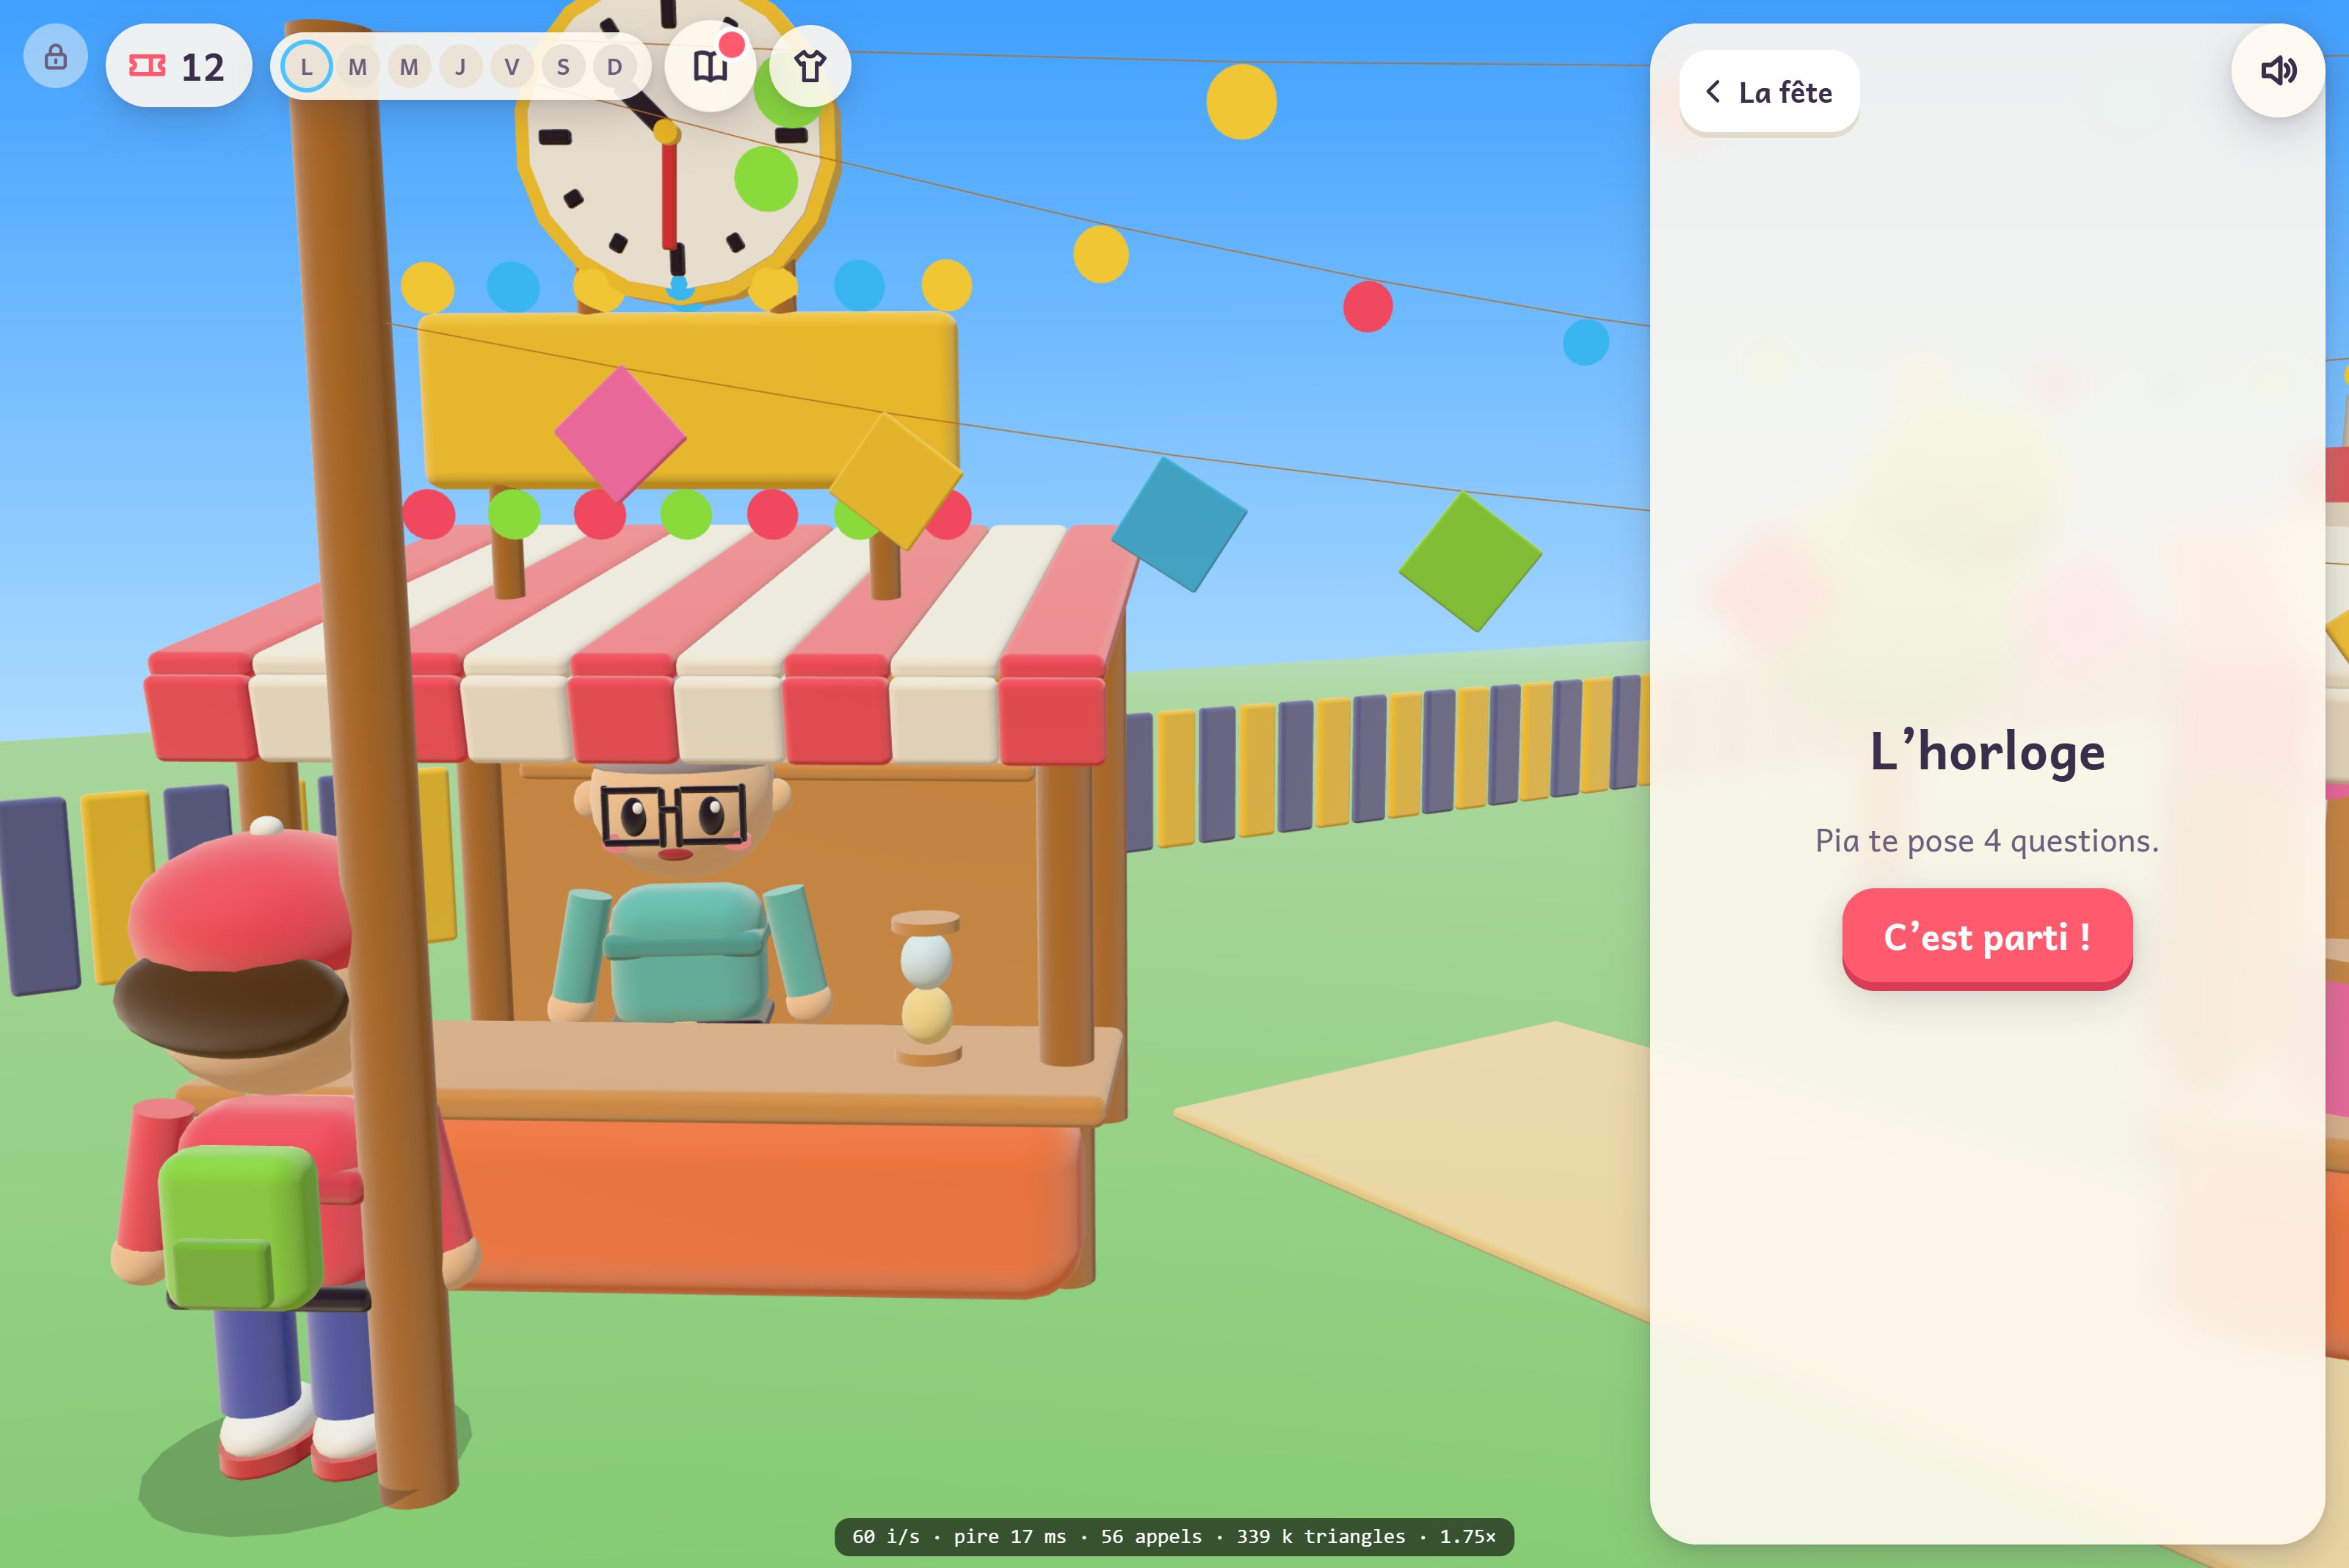 12
L M M J V S D
La fête
L’horloge
Pia te pose 4 questions.
C’est parti !
60 i/s · pire 17 ms · 56 appels · 339 k triangles · 1.75×